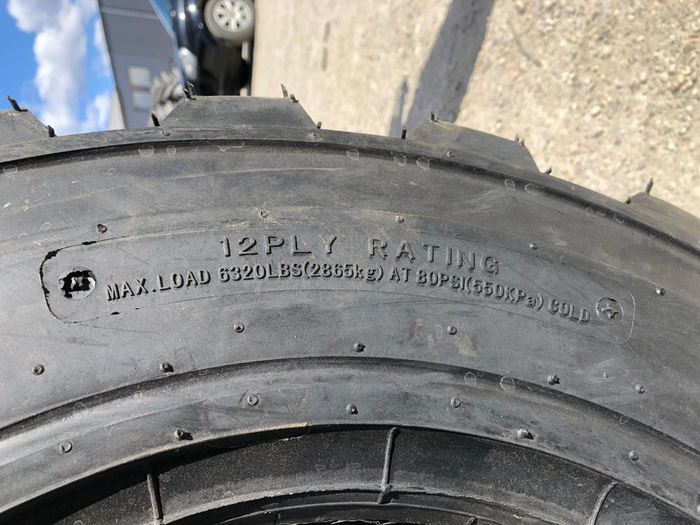 12PLY RATING
MAX.LOAD 6320LBS(2865kg) AT 80PSI(550KPa) COLD